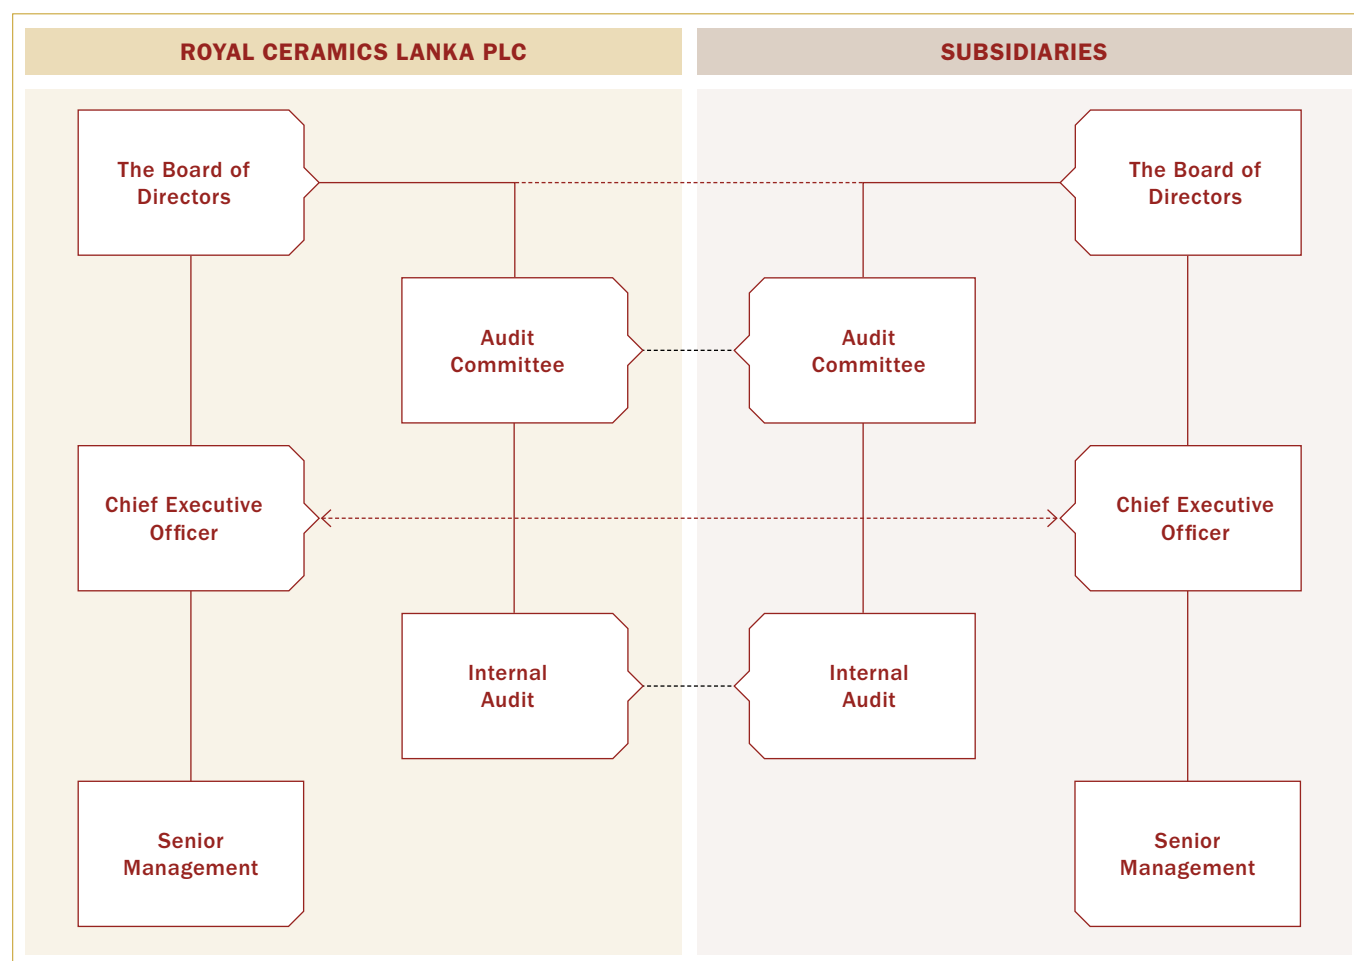 ROYAL CERAMICS LANKA PLC
SUBSIDIARIES
The Board of
Directors
The Board of
Directors
Audit
Committee
Audit
Committee
Chief Executive
Officer
Chief Executive
Officer
Internal
Audit
Internal
Audit
Senior
Management
Senior
Management